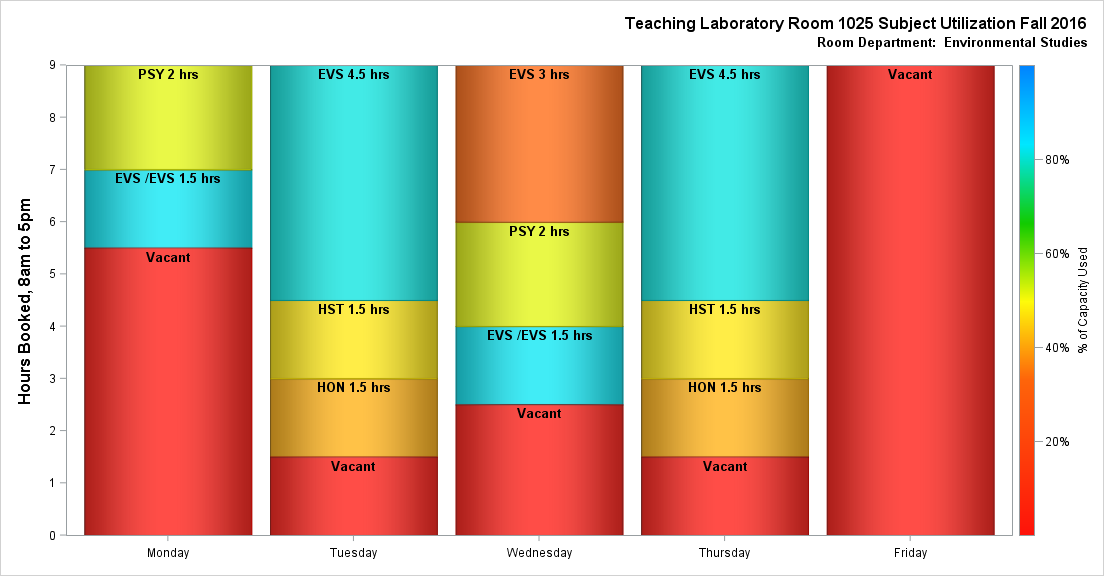 Teaching Laboratory Room 1025 Subject Utilization Fall 2016
Room Department: Environmental Studies
Hours Booked, 8am to 5pm
9
8
7
6
5
4
3
2
1
0
PSY 2 hrs
EVS /EVS 1.5 hrs
Vacant
EVS 4.5 hrs
HST 1.5 hrs
HON 1.5 hrs
Vacant
EVS 3 hrs
PSY 2 hrs
EVS /EVS 1.5 hrs
Vacant
EVS 4.5 hrs
HST 1.5 hrs
HON 1.5 hrs
Vacant
Vacant
Monday
Tuesday
Wednesday
Thursday
Friday
80%
60%
40%
20%
% of Capacity Used